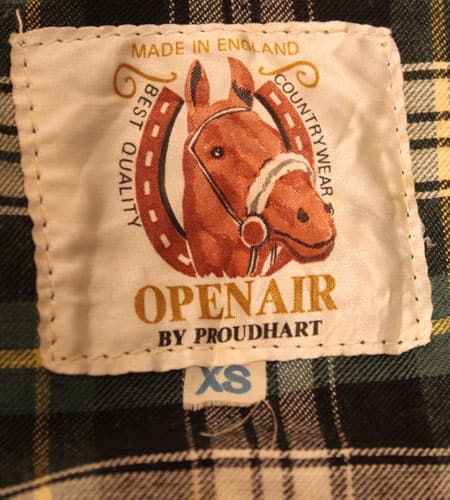 MADE IN ENGLAND
BEST QUALITY
COUNTRYWEAR
OPENAIR
BY PROUDHART
XS